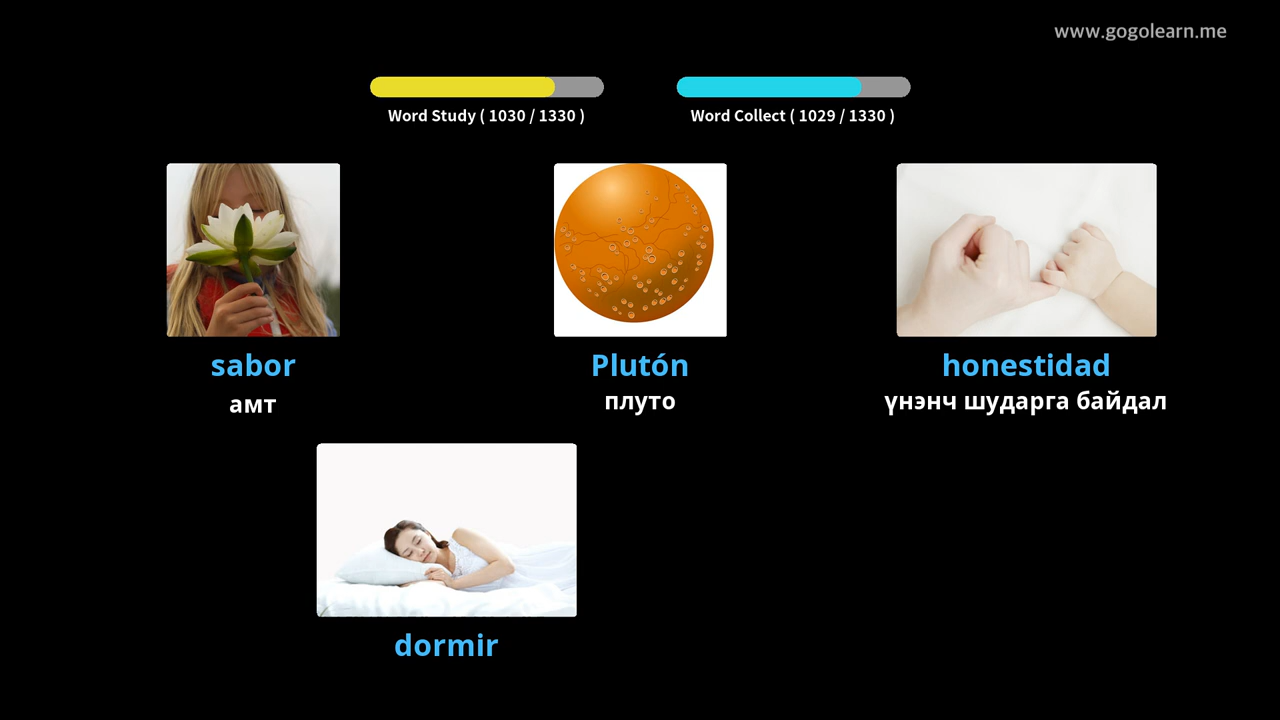 www.gogolearn.me
Word Study ( 1030 / 1330 )
Word Collect ( 1029 / 1330 )
sabor
амт
Plutón
плуто
honestidad
үнэнч шударга байдал
dormir